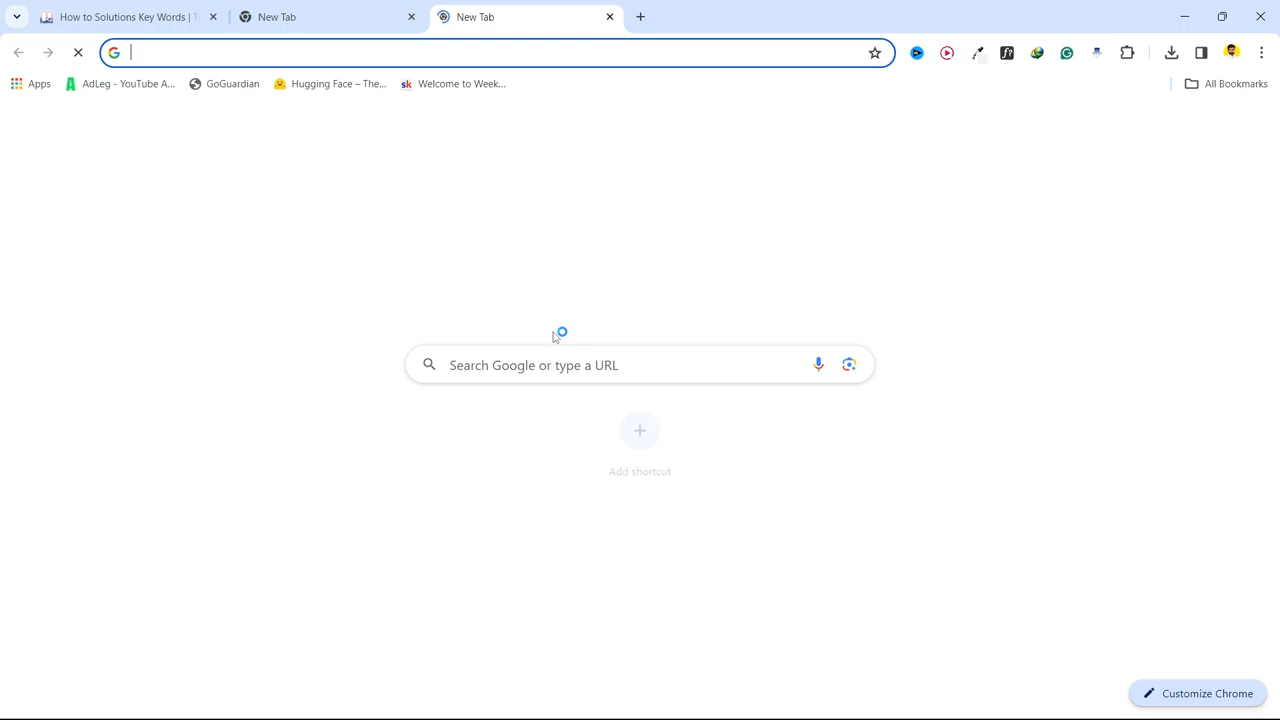 How to Solutions Key Words | T
New Tab
New Tab
Apps
AdLeg - YouTube A...
GoGuardian
Hugging Face – The...
sk Welcome to Week...
All Bookmarks
Search Google or type a URL
Add shortcut
Customize Chrome